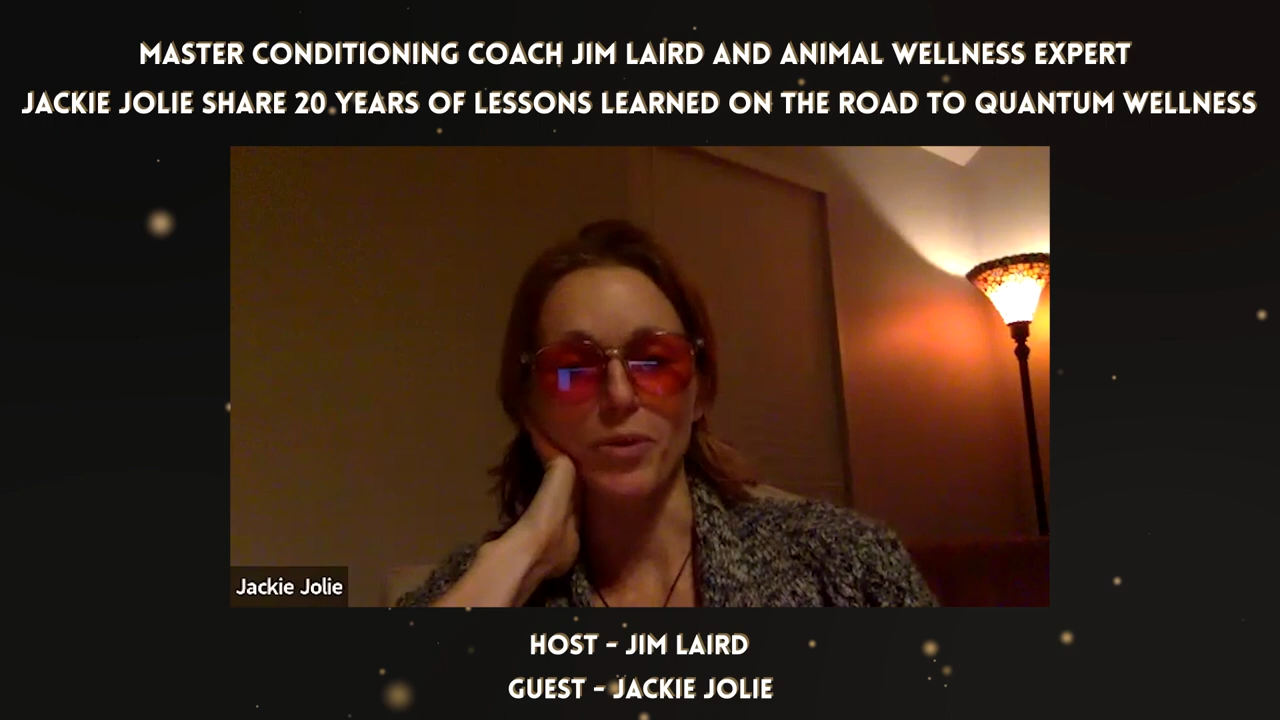 MASTER CONDITIONING COACH JIM LAIRD AND ANIMAL WELLNESS EXPERT
JACKIE JOLIE SHARE 20 YEARS OF LESSONS LEARNED ON THE ROAD TO QUANTUM WELLNESS
Jackie Jolie
HOST - JIM LAIRD
GUEST - JACKIE JOLIE